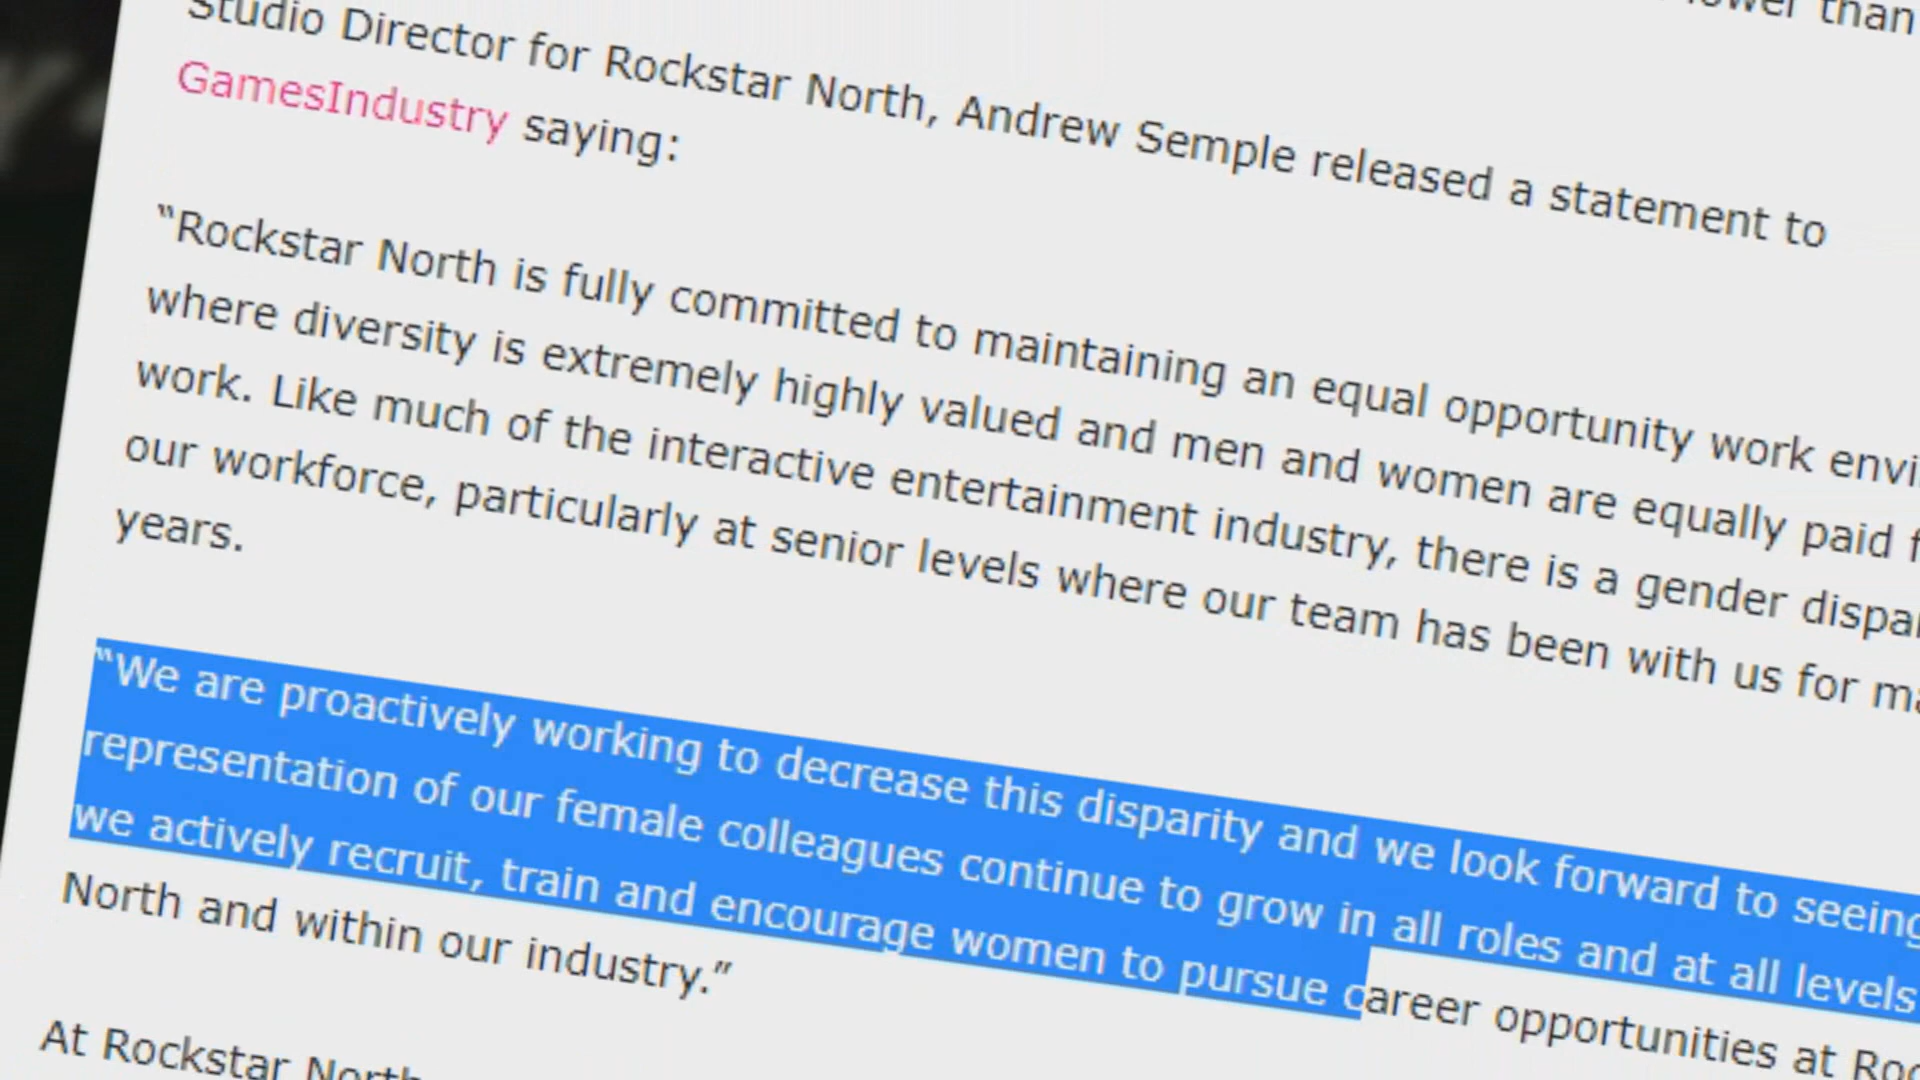 lower than
Studio Director for Rockstar North, Andrew Semple released a statement to
GamesIndustry saying:
“Rockstar North is fully committed to maintaining an equal opportunity work
where diversity is extremely highly valued and men and women are equally paid
work. Like much of the interactive entertainment industry, there is a gender
our workforce, particularly at senior levels where our team has been with us for
years.
“We are proactively working to decrease this disparity and we look forward to seeing
representation of our female colleagues continue to grow in all roles and at all levels
we actively recruit, train and encourage women to pursue career opportunities at
North and within our industry.”
At Rockstar North